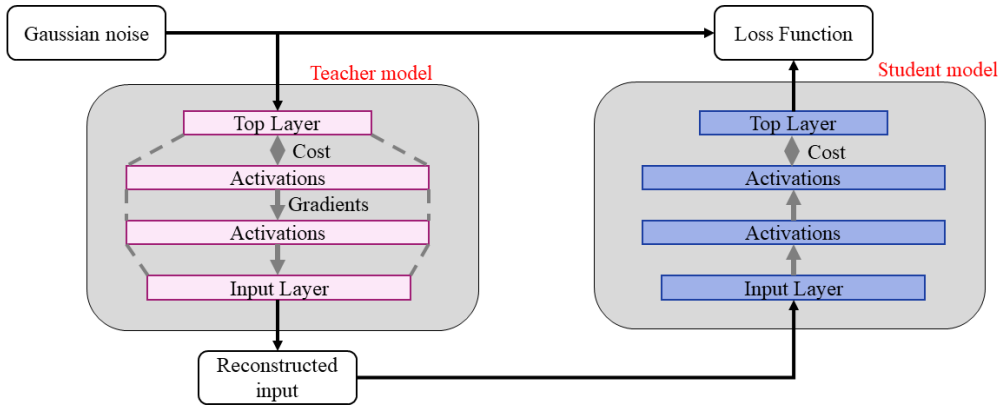 Gaussian noise
Loss Function
Teacher model
Top Layer
Cost
Activations
Gradients
Activations
Input Layer
Reconstructed
input
Student model
Top Layer
Cost
Activations
Activations
Input Layer